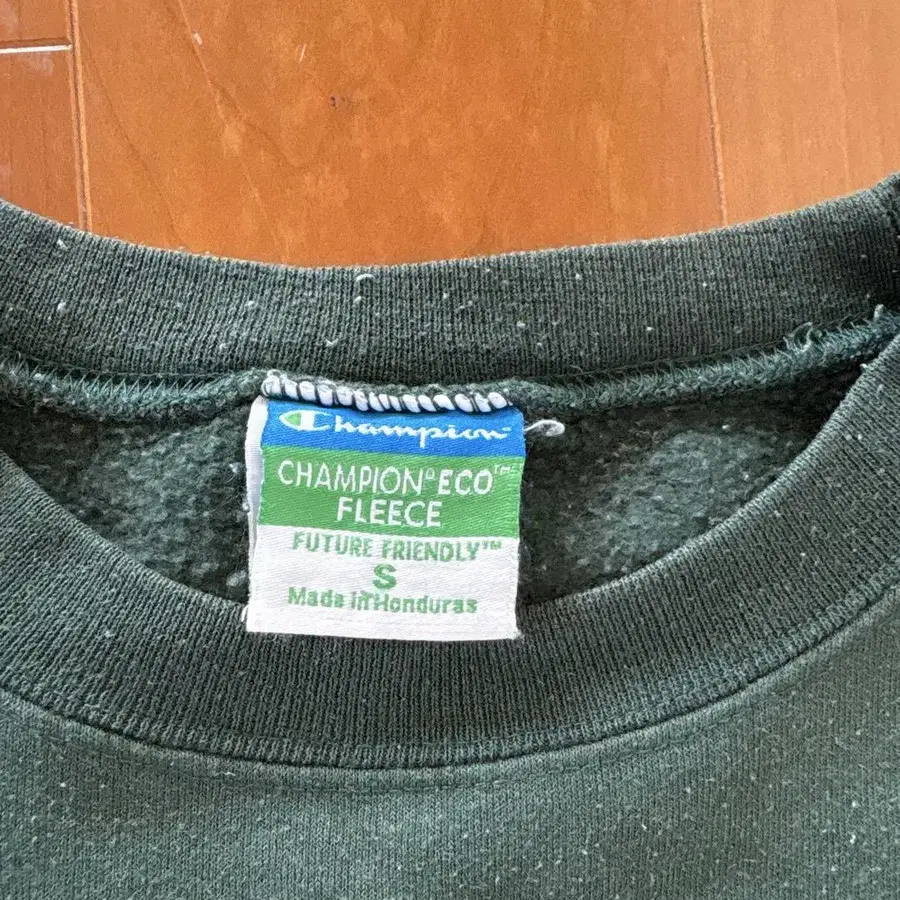 Champion
CHAMPION® ECO™
FLEECE
FUTURE FRIENDLY™
S
Made in Honduras